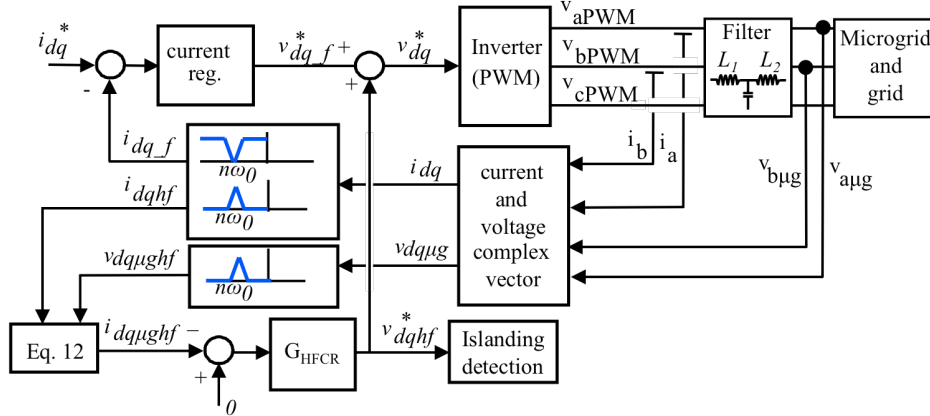 i*dq
-
current
reg.
v*dq_f +
+
v*dq
Inverter
(PWM)
vaPWM
vbPWM
vcPWM
Filter
L1 L2
Microgrid
and
grid
ib
ia
vbμg
vaμg
idq_f
idqhf
nω0
nω0
idq
current
and
voltage
complex
vector
vdqμghf
nω0
vdqμg
Eq. 12
idqμghf −
+
0
GHFCR
v*dqhf
Islanding
detection